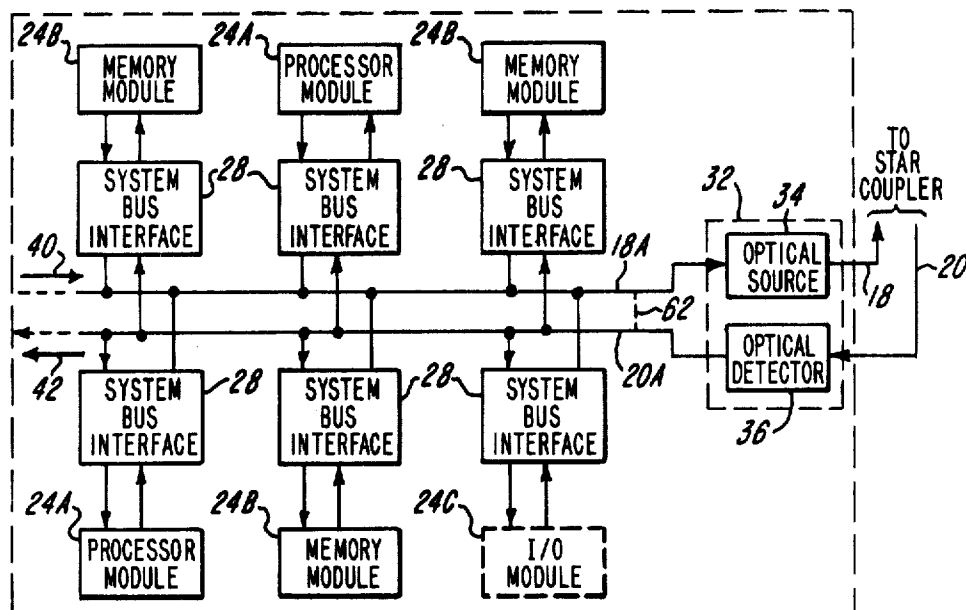 24B
MEMORY
MODULE
24A
PROCESSOR
MODULE
24B
MEMORY
MODULE
SYSTEM
BUS
INTERFACE
28
SYSTEM
BUS
INTERFACE
28
SYSTEM
BUS
INTERFACE
TO
STAR
COUPLER
32
34
OPTICAL
SOURCE
18
20
40
18A
62
42
20A
OPTICAL
DETECTOR
36
SYSTEM
BUS
INTERFACE
28
SYSTEM
BUS
INTERFACE
28
SYSTEM
BUS
INTERFACE
24A
PROCESSOR
MODULE
24B
MEMORY
MODULE
24C
I/O
MODULE